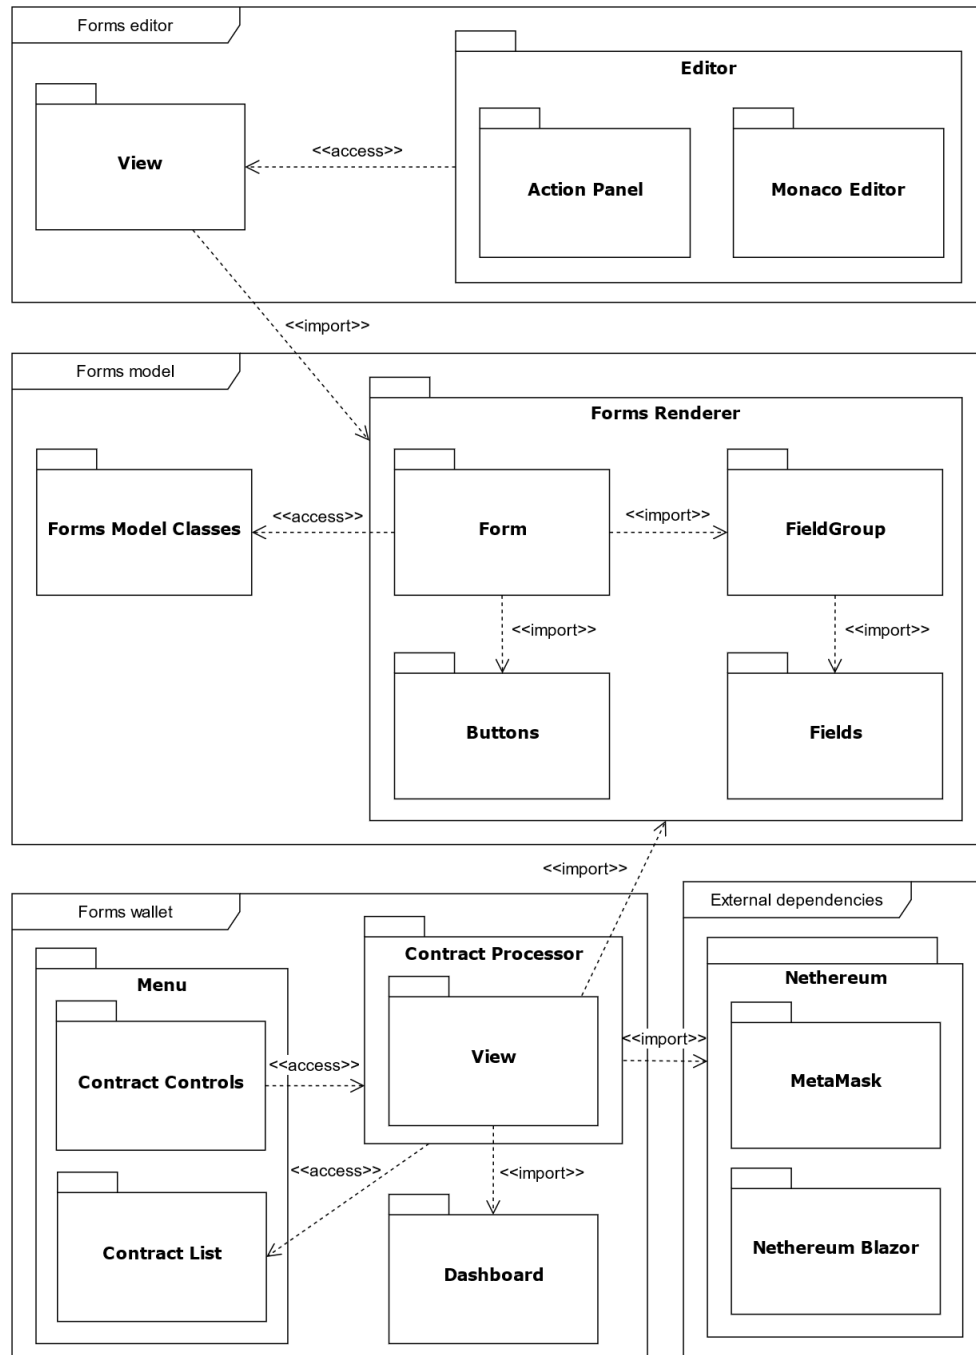 Forms editor
Editor
View
<<access>>
Action Panel
Monaco Editor
<<import>>
Forms model
Forms Renderer
Forms Model Classes
<<access>>
Form
<<import>>
FieldGroup
<<import>>
<<import>>
Buttons
Fields
<<import>>
Forms wallet
External dependencies
Contract Processor
Menu
Nethereum
<<import>>
View
<<access>>
Contract Controls
MetaMask
<<access>>
<<import>>
Contract List
Dashboard
Nethereum Blazor